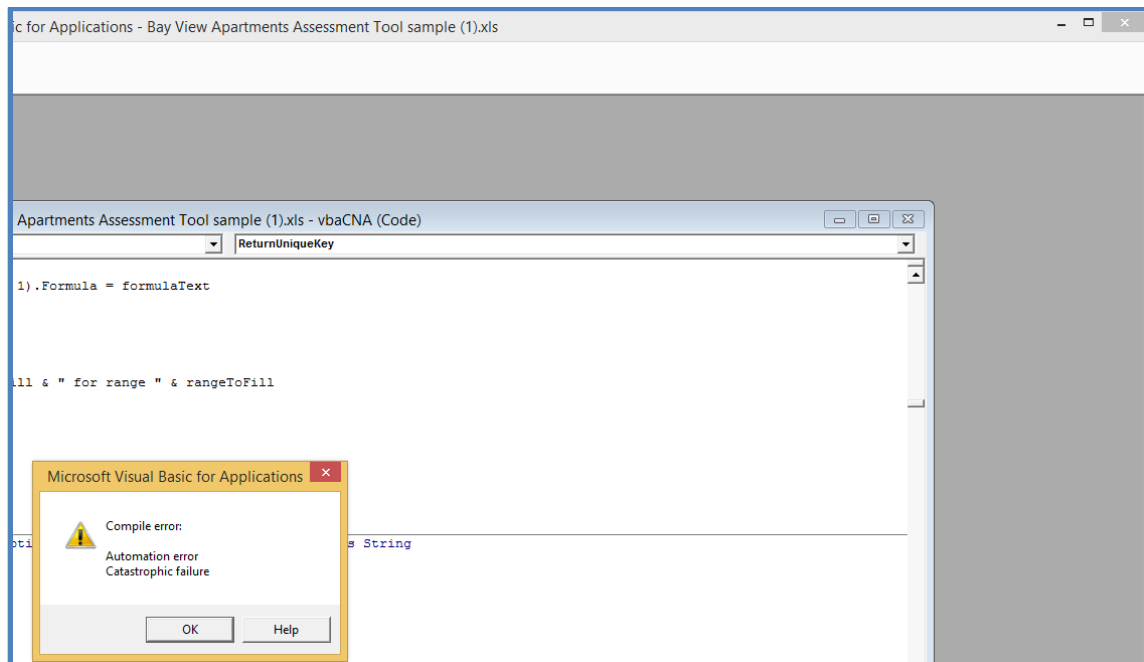 ic for Applications - Bay View Apartments Assessment Tool sample (1).xls
Apartments Assessment Tool sample (1).xls - vbaCNA (Code)
ReturnUniqueKey
1).Formula = formulaText
ill & " for range " & rangeToFill
Microsoft Visual Basic for Applications
Compile error:
pti
s String
Automation error
Catastrophic failure
OK
Help